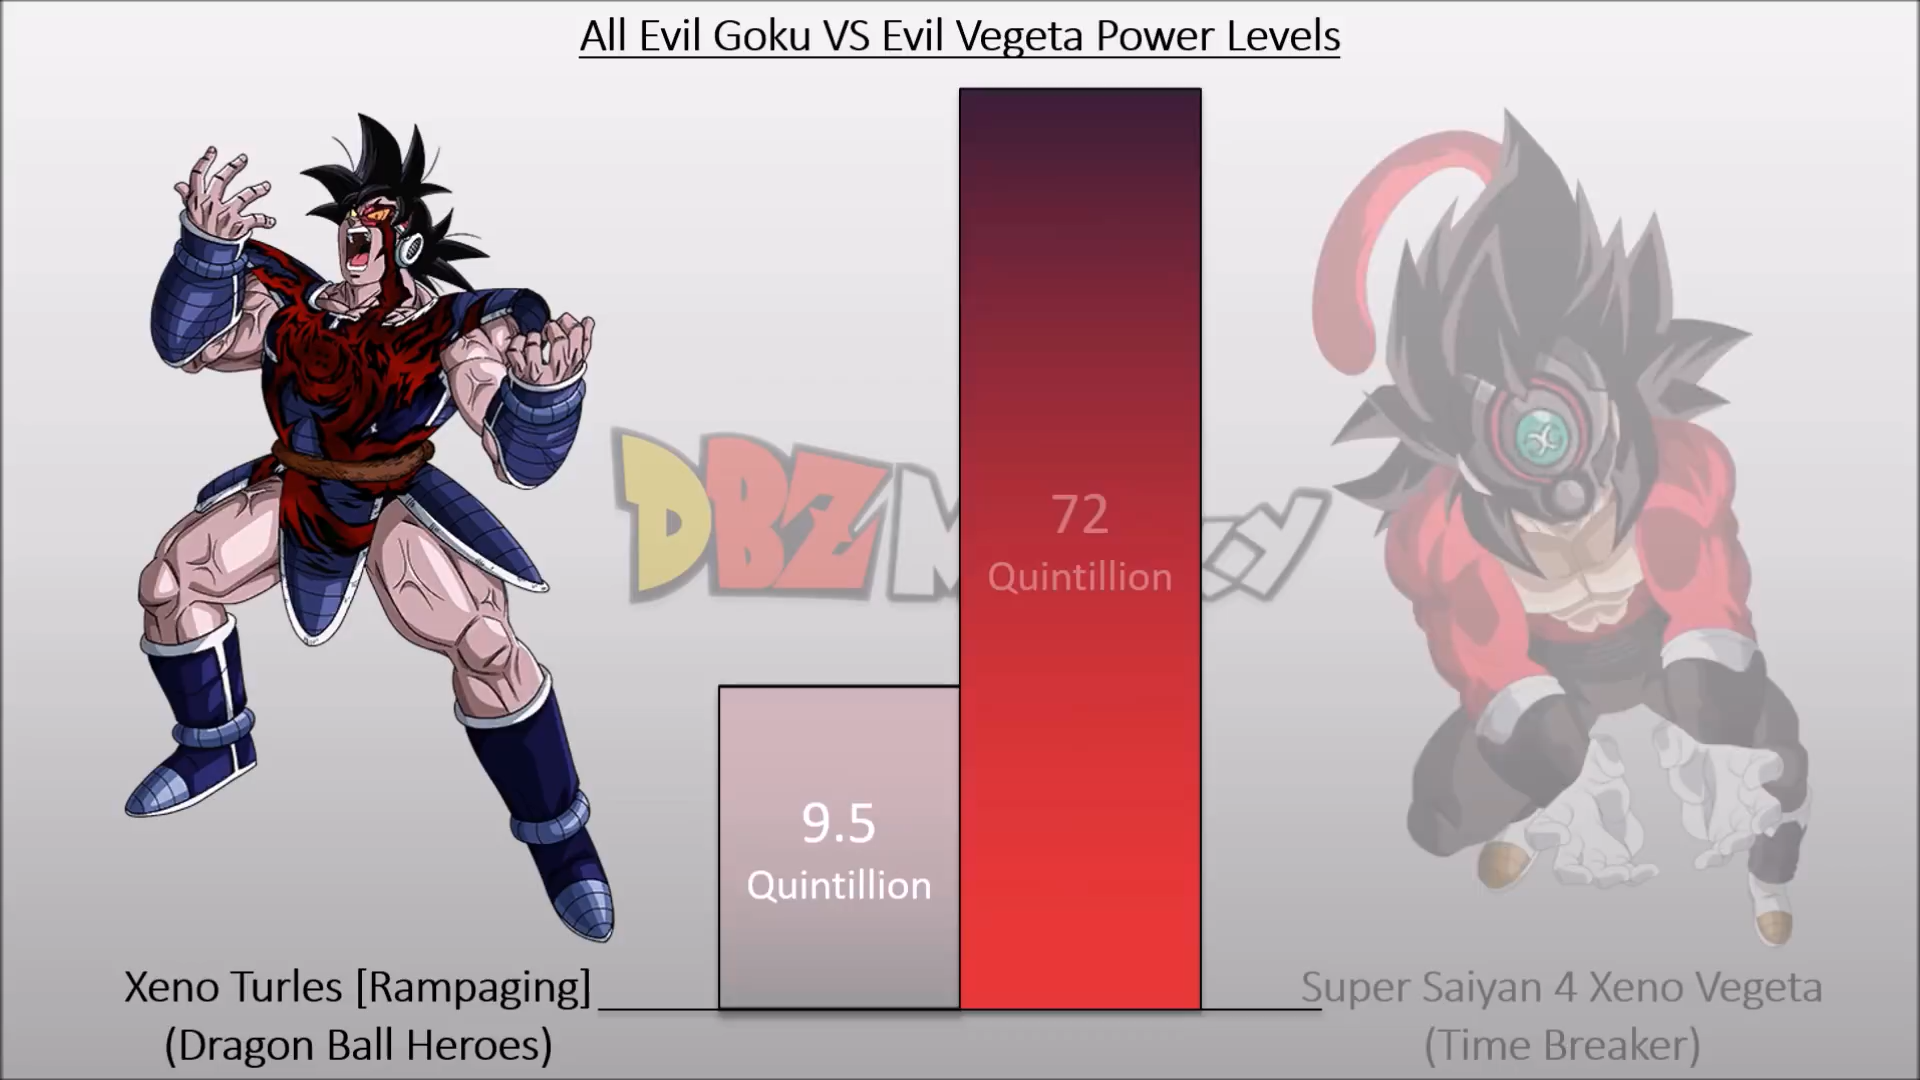 All Evil Goku VS Evil Vegeta Power Levels
DBZ
72
Quintillion
9.5
Quintillion
Xeno Turles [Rampaging]
(Dragon Ball Heroes)
Super Saiyan 4 Xeno Vegeta
(Time Breaker)